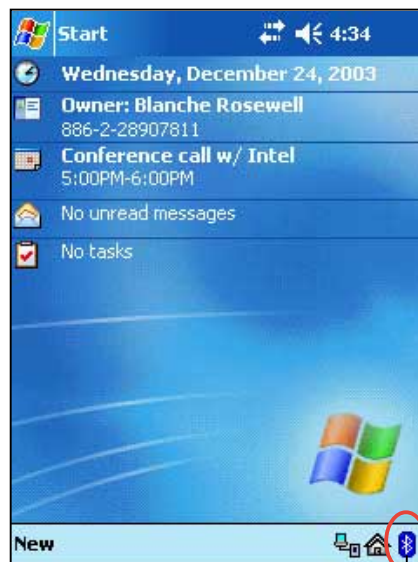 Start 4:34
Wednesday, December 24, 2003
Owner: Blanche Rosewell
886-2-28907811
Conference call w/ Intel
5:00PM-6:00PM
No unread messages
No tasks
New